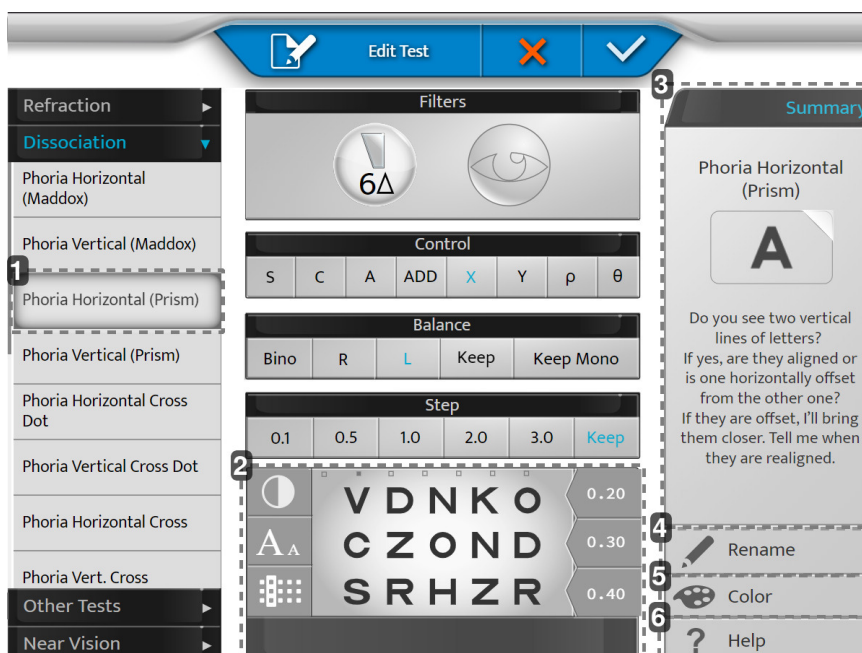 Edit Test
Refraction
Dissociation
Phoria Horizontal
(Maddox)
Phoria Vertical (Maddox)
1
Phoria Horizontal (Prism)
Phoria Vertical (Prism)
Phoria Horizontal Cross
Dot
Phoria Vertical Cross Dot
Phoria Horizontal Cross
Phoria Vert. Cross
Other Tests
Near Vision
Filters
6Δ
Control
S C A ADD X Y ρ θ
Balance
Bino R L Keep Keep Mono
Step
0.1 0.5 1.0 2.0 3.0 Keep
2
A A
V D N K O 0.20
C Z O N D 0.30
S R H Z R 0.40
3
Summary
Phoria Horizontal
(Prism)
A
Do you see two vertical
lines of letters?
If yes, are they aligned or
is one horizontally offset
from the other one?
If they are offset, I'll bring
them closer. Tell me when
they are realigned.
4
Rename
5
Color
6
? Help